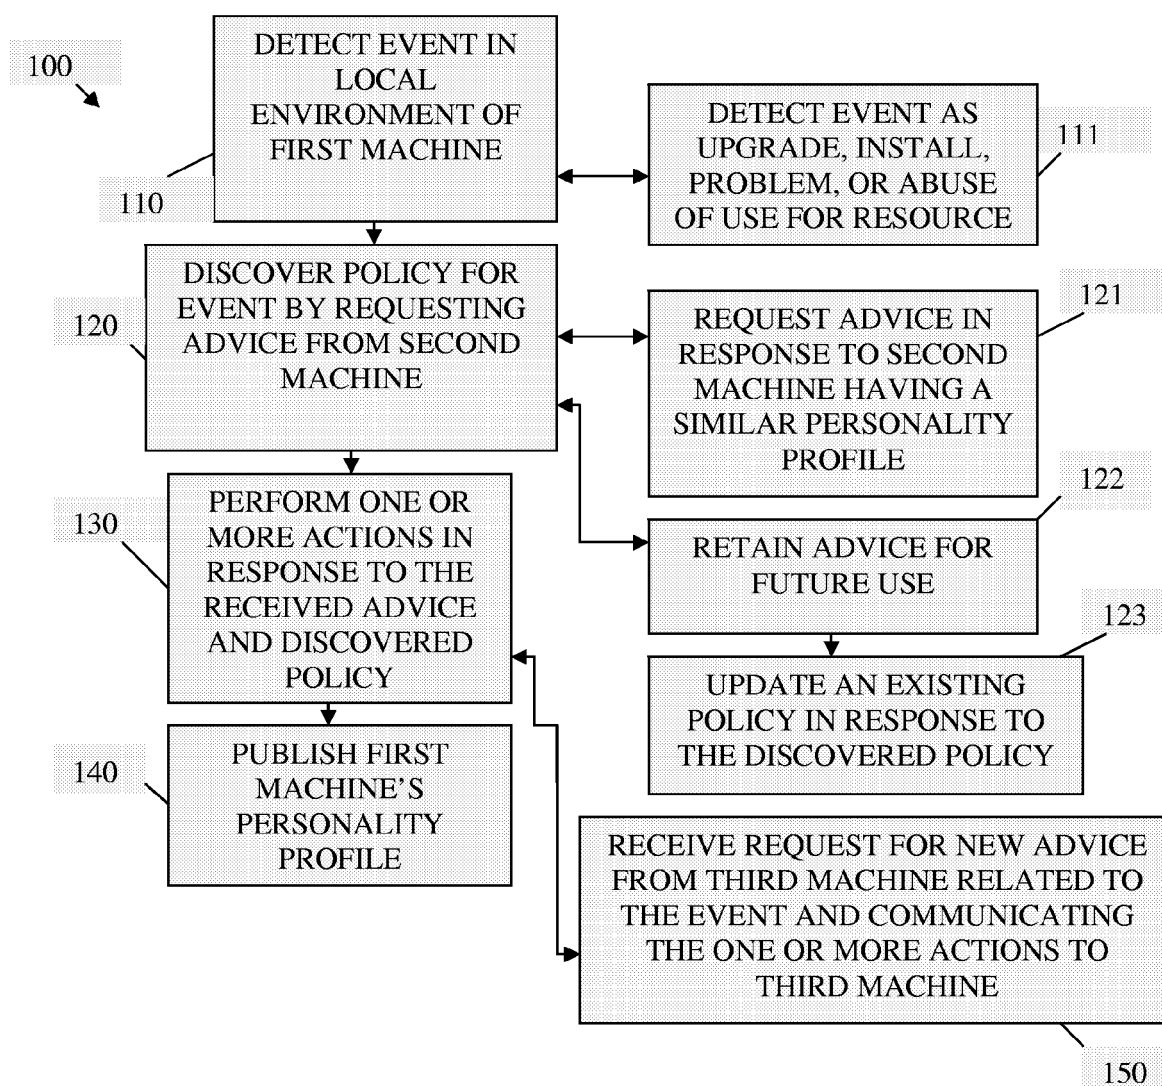 100
DETECT EVENT IN
LOCAL
ENVIRONMENT OF
FIRST MACHINE
110
DETECT EVENT AS
UPGRADE, INSTALL,
PROBLEM, OR ABUSE
OF USE FOR RESOURCE
111
DISCOVER POLICY FOR
EVENT BY REQUESTING
ADVICE FROM SECOND
MACHINE
120
REQUEST ADVICE IN
RESPONSE TO SECOND
MACHINE HAVING A
SIMILAR PERSONALITY
PROFILE
121
RETAIN ADVICE FOR
FUTURE USE
122
UPDATE AN EXISTING
POLICY IN RESPONSE TO
THE DISCOVERED POLICY
123
PERFORM ONE OR
MORE ACTIONS IN
RESPONSE TO THE
RECEIVED ADVICE
AND DISCOVERED
POLICY
130
PUBLISH FIRST
MACHINE'S
PERSONALITY
PROFILE
140
RECEIVE REQUEST FOR NEW ADVICE
FROM THIRD MACHINE RELATED TO
THE EVENT AND COMMUNICATING
THE ONE OR MORE ACTIONS TO
THIRD MACHINE
150